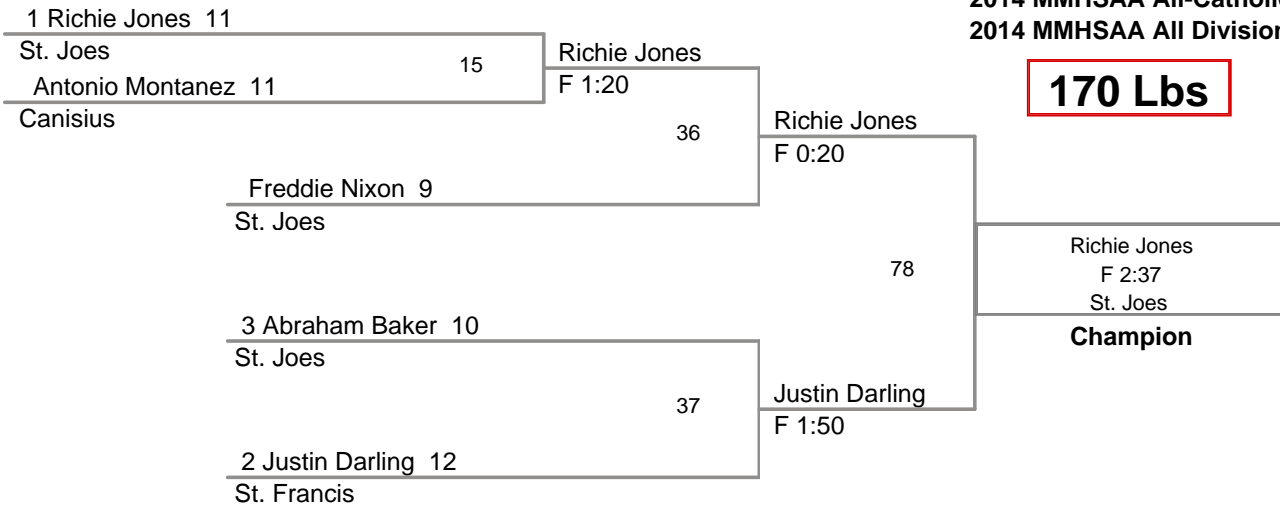 2014 MMHSAA All-Catholi
2014 MMHSAA All Division
170 Lbs
1 Richie Jones 11
St. Joes
15
Antonio Montanez 11
Canisius
Richie Jones
F 1:20
36
Freddie Nixon 9
St. Joes
Richie Jones
F 0:20
78
3 Abraham Baker 10
St. Joes
37
2 Justin Darling 12
St. Francis
Justin Darling
F 1:50
Richie Jones
F 2:37
St. Joes
Champion